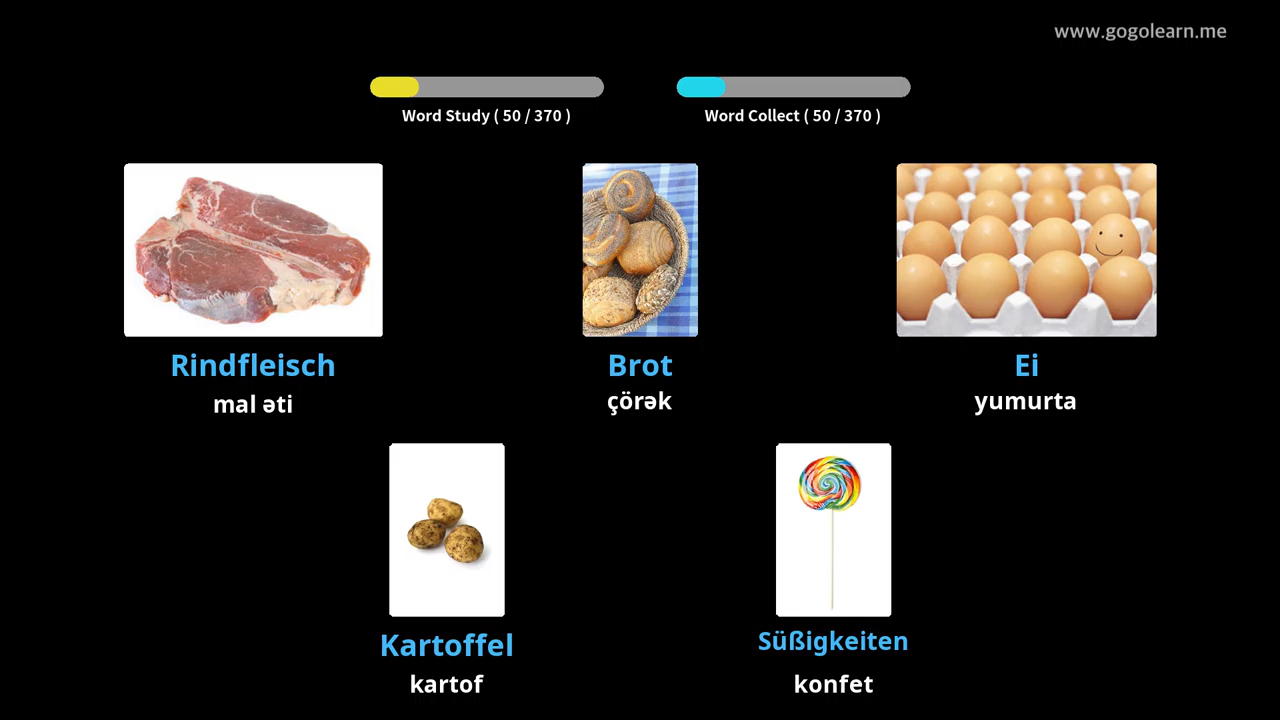 www.gogolearn.me
Word Study ( 50 / 370 )
Word Collect ( 50 / 370 )
Rindfleisch
mal əti
Brot
çörək
Ei
yumurta
Kartoffel
kartof
Süßigkeiten
konfet